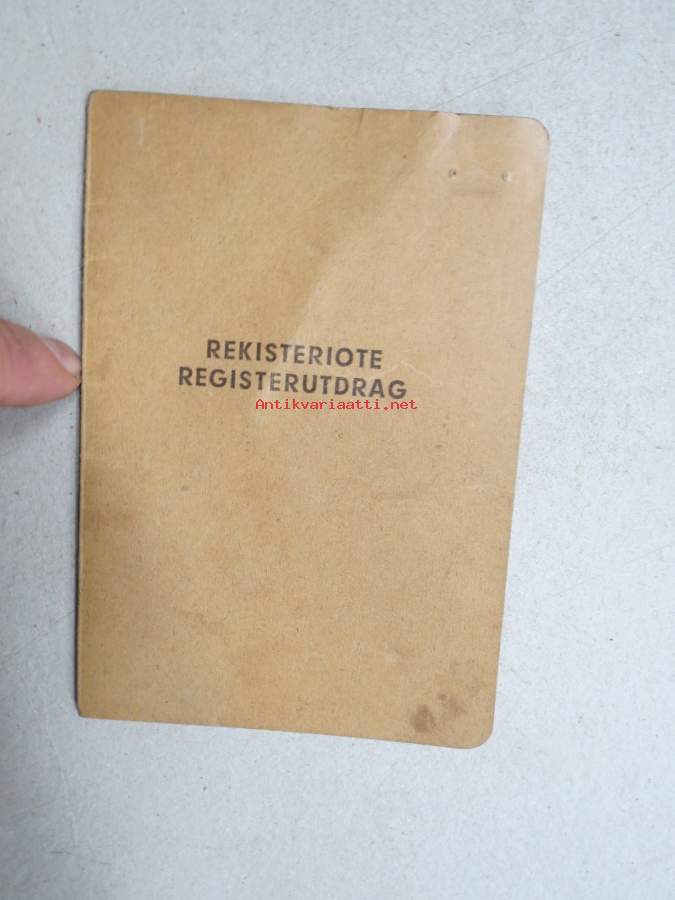 REKISTERIOTE
REGISTERUTDRAG
Antikvariaatti.net